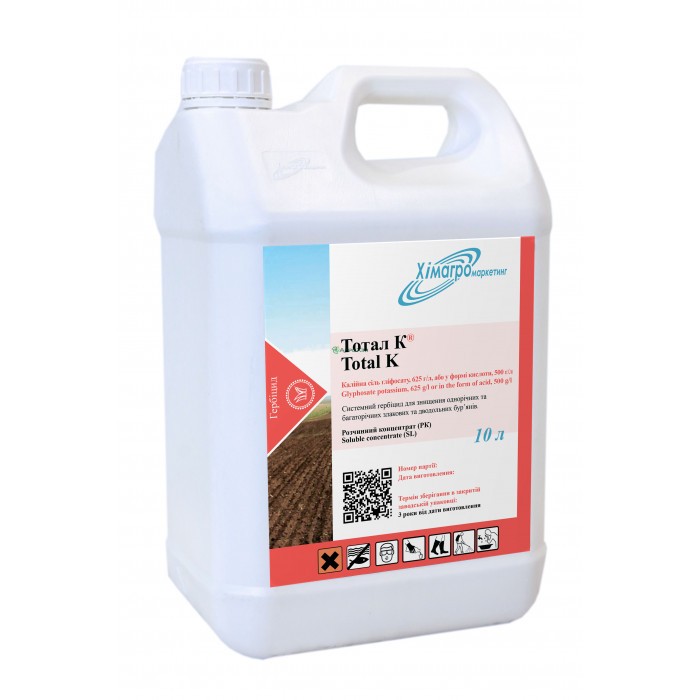 Хімагромаркетинг
Тотал К®
Total K
Калійна сіль гліфосату, 625 г/л, або у формі кислоти, 500 г/л
Glyphosate potassium, 625 g/l or in the form of acid, 500 g/l
Системний гербіцид для знищення однорічних та
багаторічних злакових та дводольних бур'янів.
Розчинний концентрат (РК)
Soluble concentrate (SL)
10 л
Гербіцид
Номер партії:
Дата виготовлення:
Термін зберігання в закритій
заводській упаковці:
3 роки від дати виготовлення